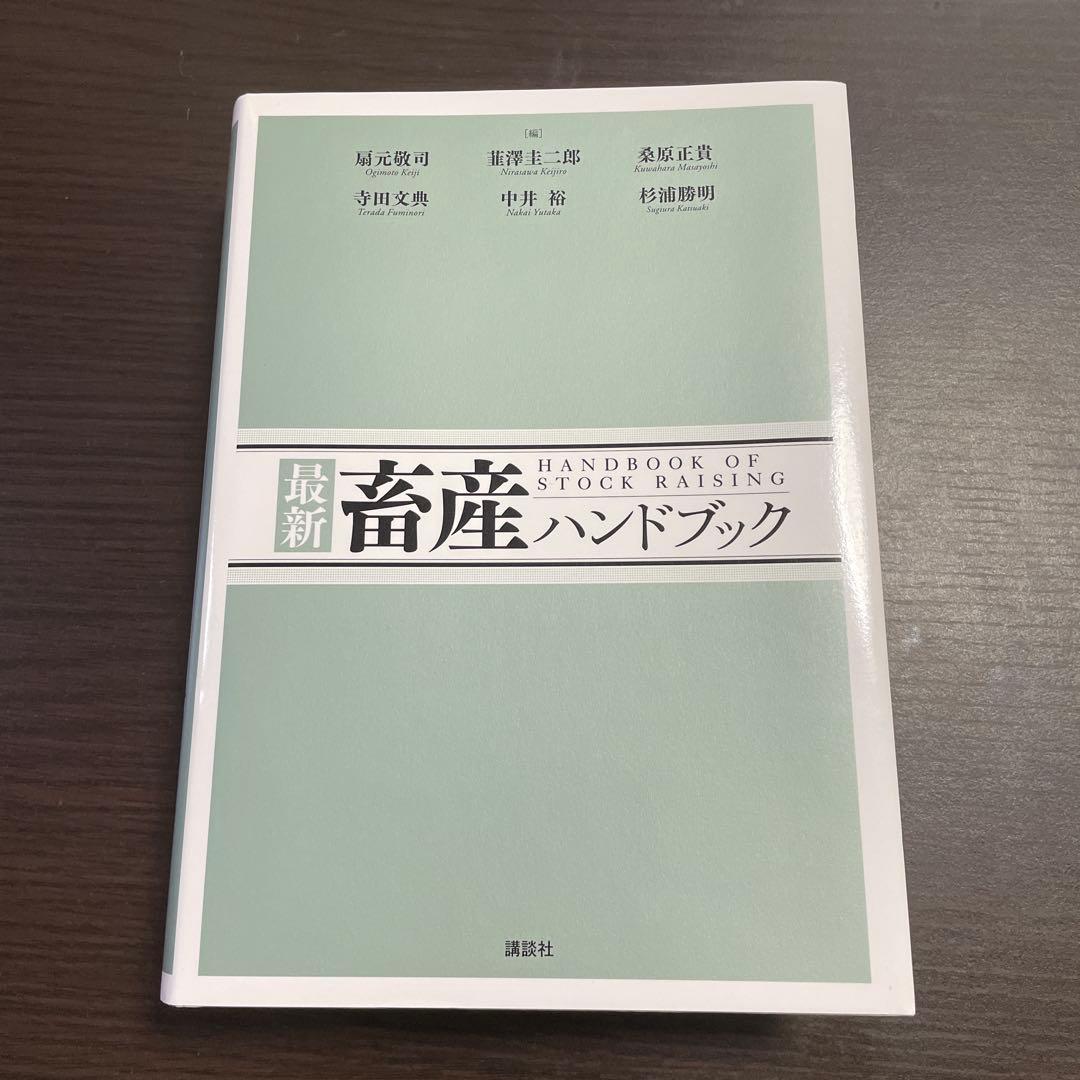 [編]
扇元敬司 韮澤圭二郎 桑原正貴
Ogimoto Keiji Nirasawa Keijiro Kuwahara Masayoshi
寺田文典 中井 裕 杉浦勝明
Terada Fuminori Nakai Yutaka Sugiura Katsuaki
最新
畜産
HANDBOOK OF
STOCK RAISING
ハンドブック
講談社